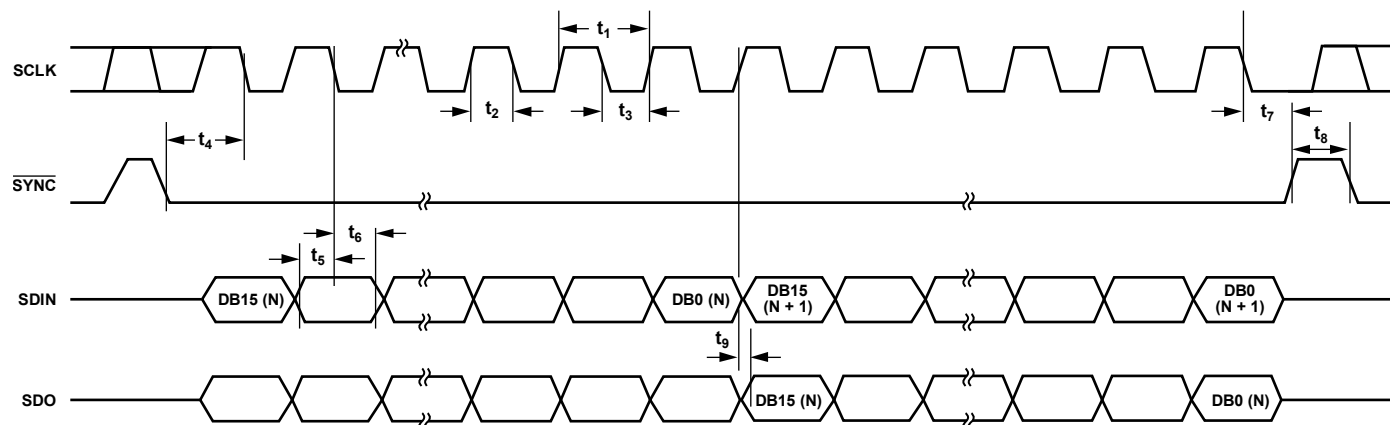 t1
SCLK
t2
t3
t7
t4
t8
SYNC
t6
t5
SDIN
DB15 (N)
DB0 (N)
DB15
(N + 1)
DB0
(N + 1)
t9
SDO
DB15 (N)
DB0 (N)